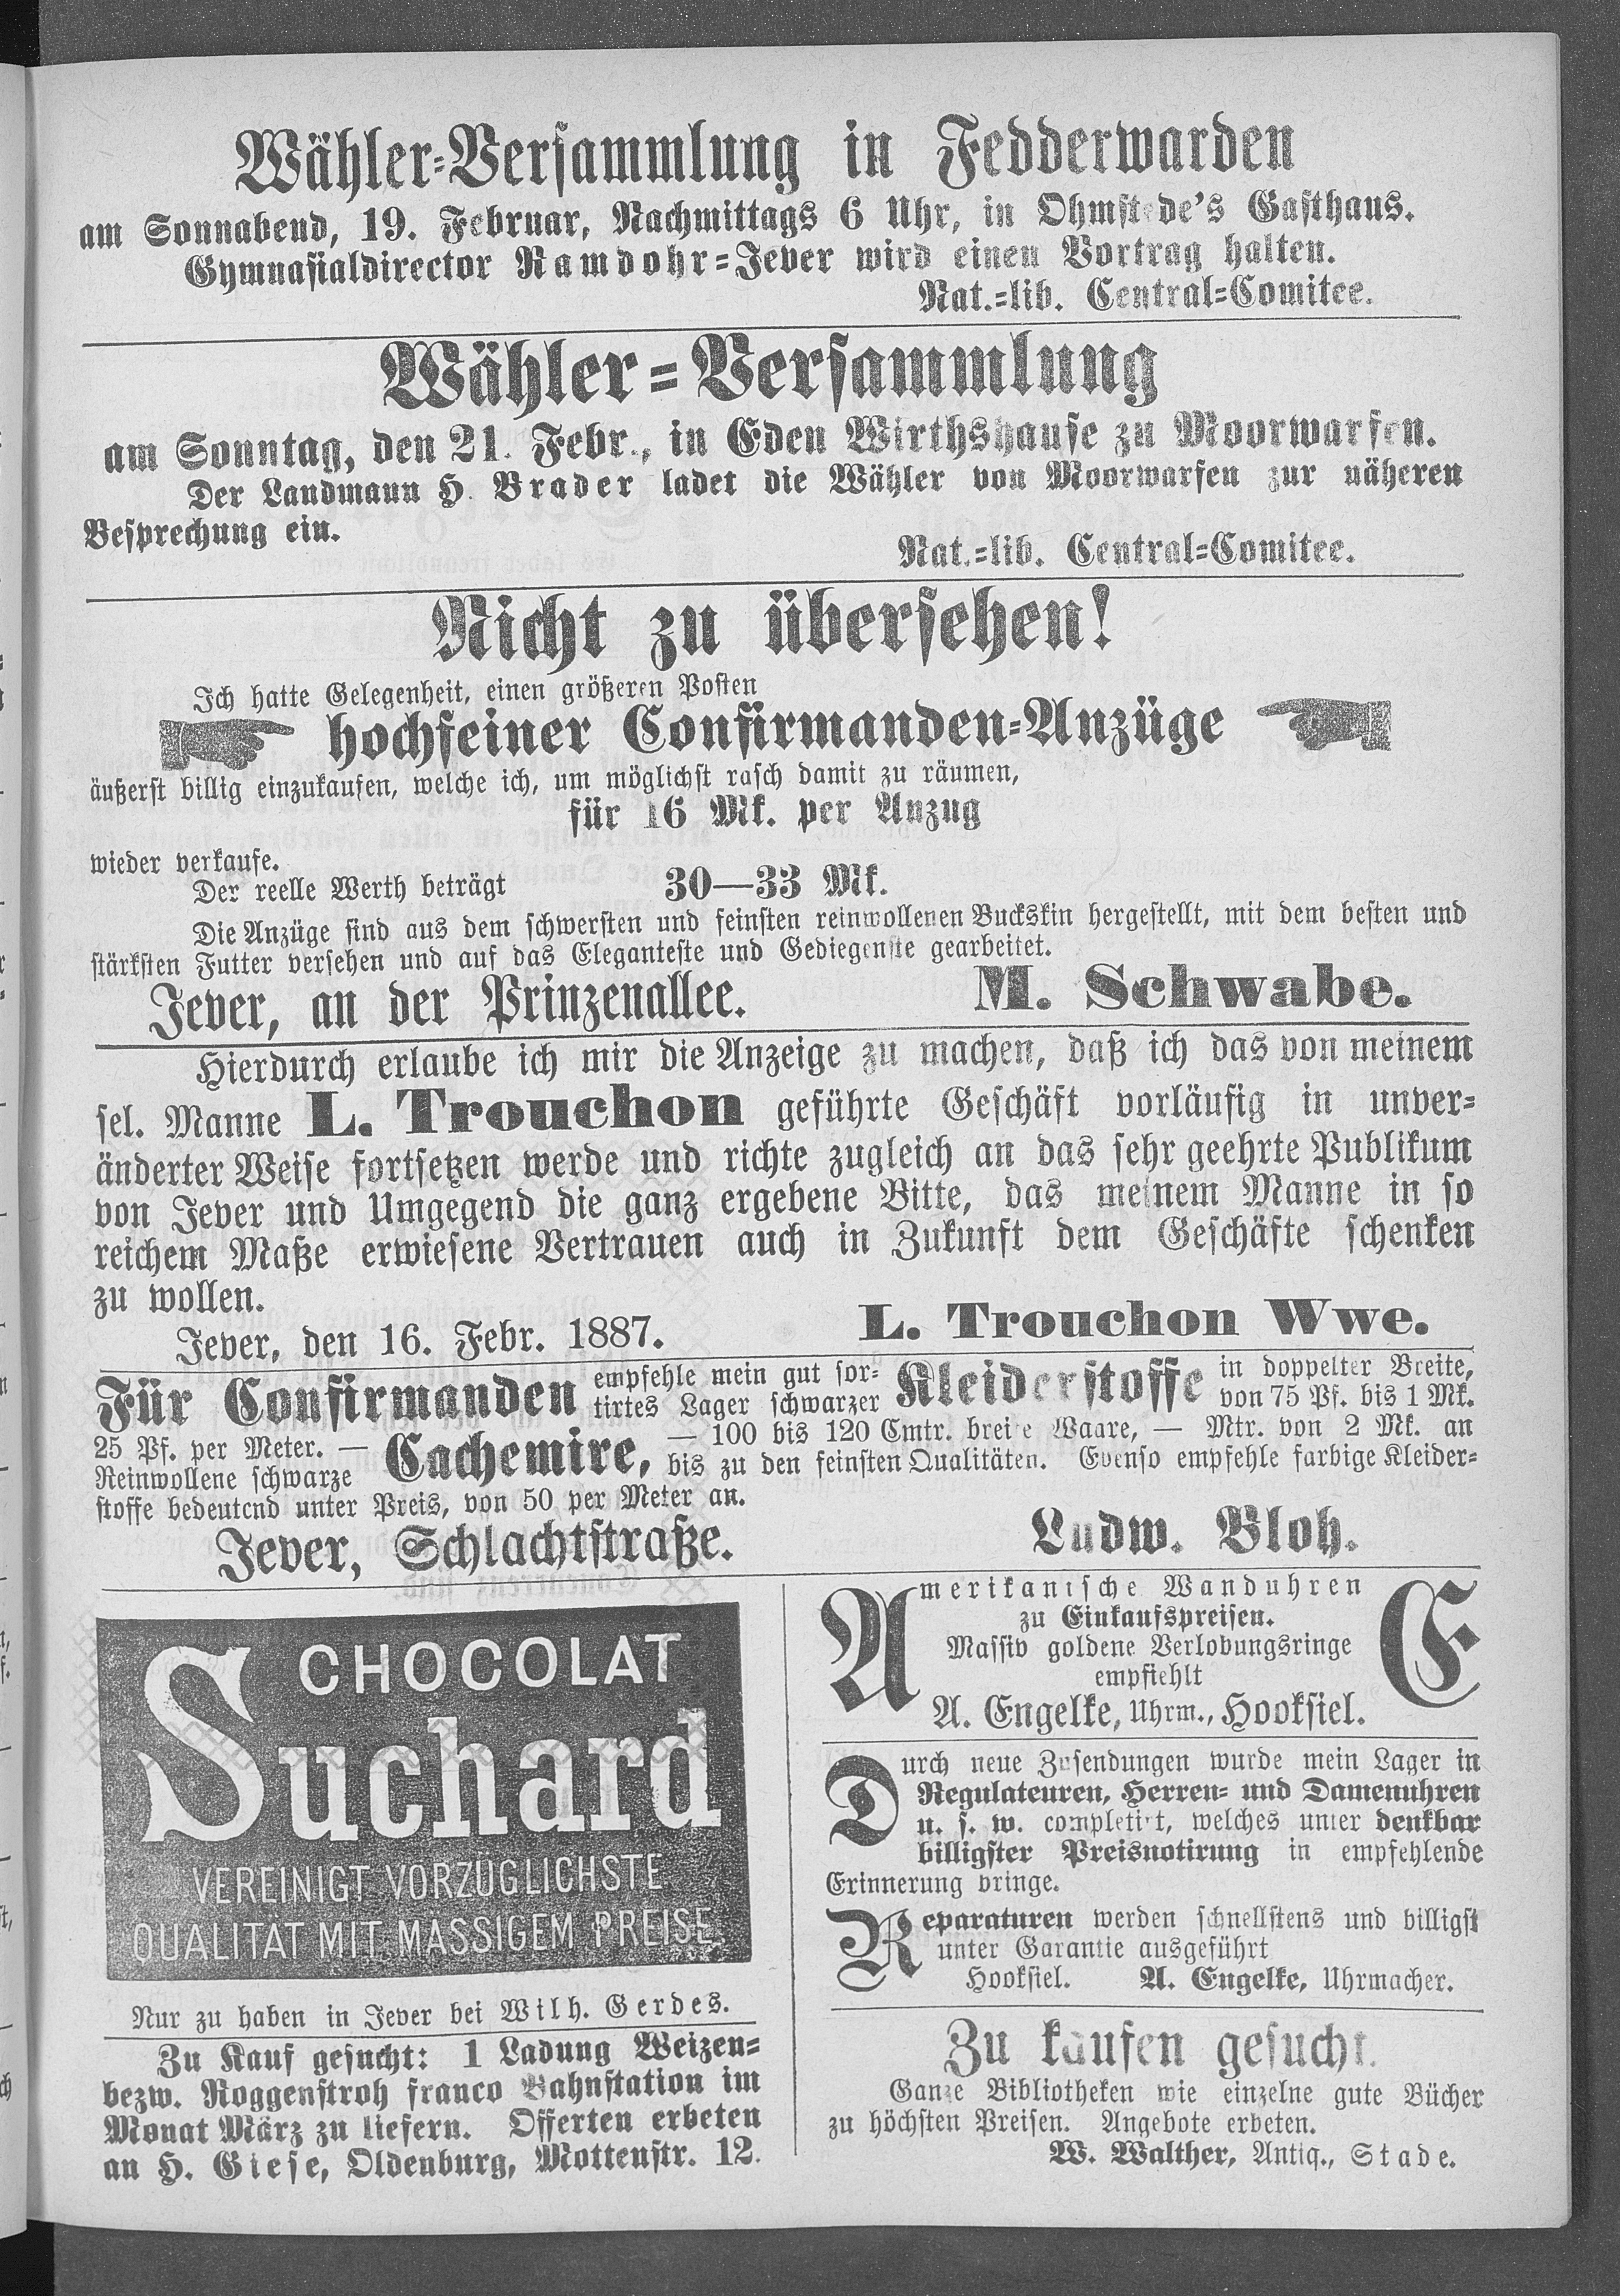 Wähler-Versammlung in Fedderwarden
am Sonnabend, 19. Februar, Nachmittags 6 Uhr, in Ohmstede's Gasthaus.
Gymnasialdirector Ramdohr-Jever wird einen Vortrag halten.
Nat.-lib. Central-Comitee.
Wähler-Versammlung
am Sonntag, den 21. Febr., in Eden Wirthshause zu Moorwarfen.
Der Landmann H. Brader ladet die Wähler von Moorwarfen zur näheren
Besprechung ein.
Nat.-lib. Central-Comitee.
Nicht zu übersehen!
Ich hatte Gelegenheit, einen größeren Posten
hochfeiner Confirmanden-Anzüge
äußerst billig einzukaufen, welche ich, um möglichst rasch damit zu räumen,
für 16 Mk. per Anzug
wieder verkaufe.
Der reelle Werth beträgt 30—33 Mk.
Die Anzüge sind aus dem schwersten und feinsten reinwollenen Buckskin hergestellt, mit dem besten und
stärksten Futter versehen und auf das Eleganteste und Gediegenste gearbeitet.
Jever, an der Prinzenallee. M. Schwabe.
Hierdurch erlaube ich mir die Anzeige zu machen, daß ich das von meinem
sel. Manne L. Trouchon geführte Geschäft vorläufig in unver-
änderter Weise fortsetzen werde und richte zugleich an das sehr geehrte Publikum
von Jever und Umgegend die ganz ergebene Bitte, das meinem Manne in so
reichem Maße erwiesene Vertrauen auch in Zukunft dem Geschäfte schenken
zu wollen.
Jever, den 16. Febr. 1887. L. Trouchon Wwe.
Für Confirmanden empfehle mein gut sor-
tirtes Lager schwarzer Kleiderstoffe in doppelter Breite,
von 75 Pf. bis 1 Mk.
25 Pf. per Meter. —
Reinwollene schwarze Cachemire, — 100 bis 120 Cmtr. breite Waare, — Mtr. von 2 Mk. an
bis zu den feinsten Qualitäten. Ebenso empfehle farbige Kleider-
stoffe bedeutend unter Preis, von 50 per Meter an.
Jever, Schlachtstraße. Ludw. Bloh.
CHOCOLAT
Suchard
VEREINIGT VORZÜGLICHSTE
QUALITÄT MIT MÄSSIGEM PREISE.
Nur zu haben in Jever bei Wilh. Gerdes.
Zu Kauf gesucht: 1 Ladung Weizen-
bezw. Roggenstroh franco Bahnstation im
Monat März zu liefern. Offerten erbeten
an H. Giese, Oldenburg, Mottenstr. 12.
Amerikanische Wanduhren
zu Einkaufspreisen.
Massiv goldene Verlobungsringe
empfiehlt
A. Engelke, Uhrm., Hooksiel.
E
Durch neue Zusendungen wurde mein Lager in
Regulateuren, Herren- und Damenuhren
u. s. w. completirt, welches unter denkbar
billigster Preisnotirung in empfehlende
Erinnerung bringe.
Reparaturen werden schnellstens und billigst
unter Garantie ausgeführt
Hooksiel. A. Engelke, Uhrmacher.
Zu kaufen gesucht.
Ganze Bibliotheken wie einzelne gute Bücher
zu höchsten Preisen. Angebote erbeten.
W. Walther, Antiq., Stade.